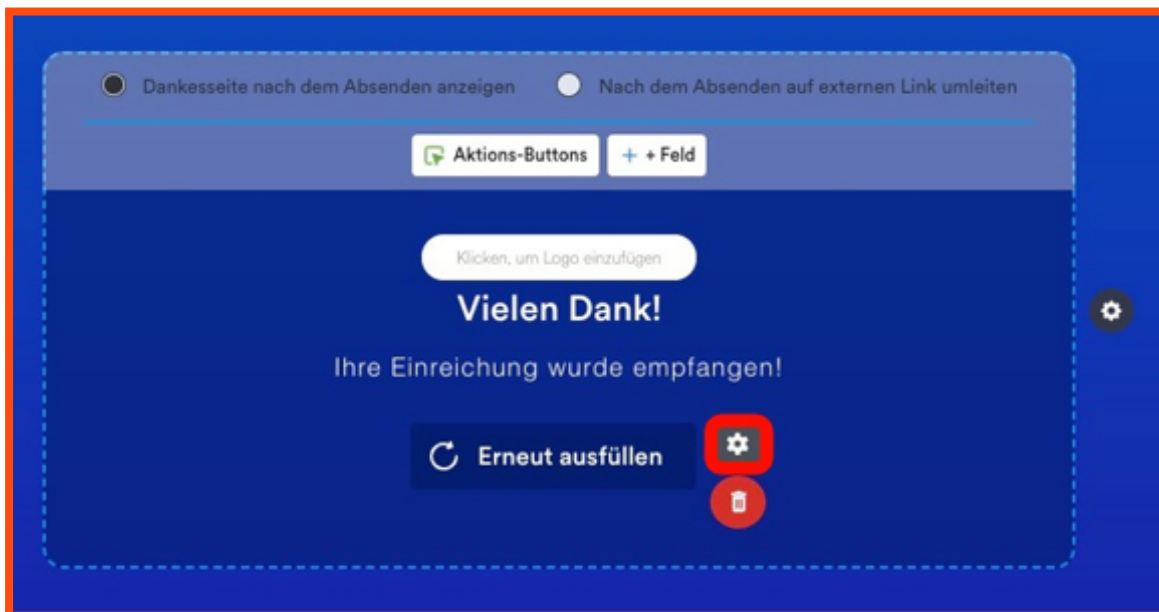 Dankesseite nach dem Absenden anzeigen Nach dem Absenden auf externen Link umleiten
Aktions-Buttons + + Feld
Klicken, um Logo einzufügen
Vielen Dank!
Ihre Einreichung wurde empfangen!
Erneut ausfüllen